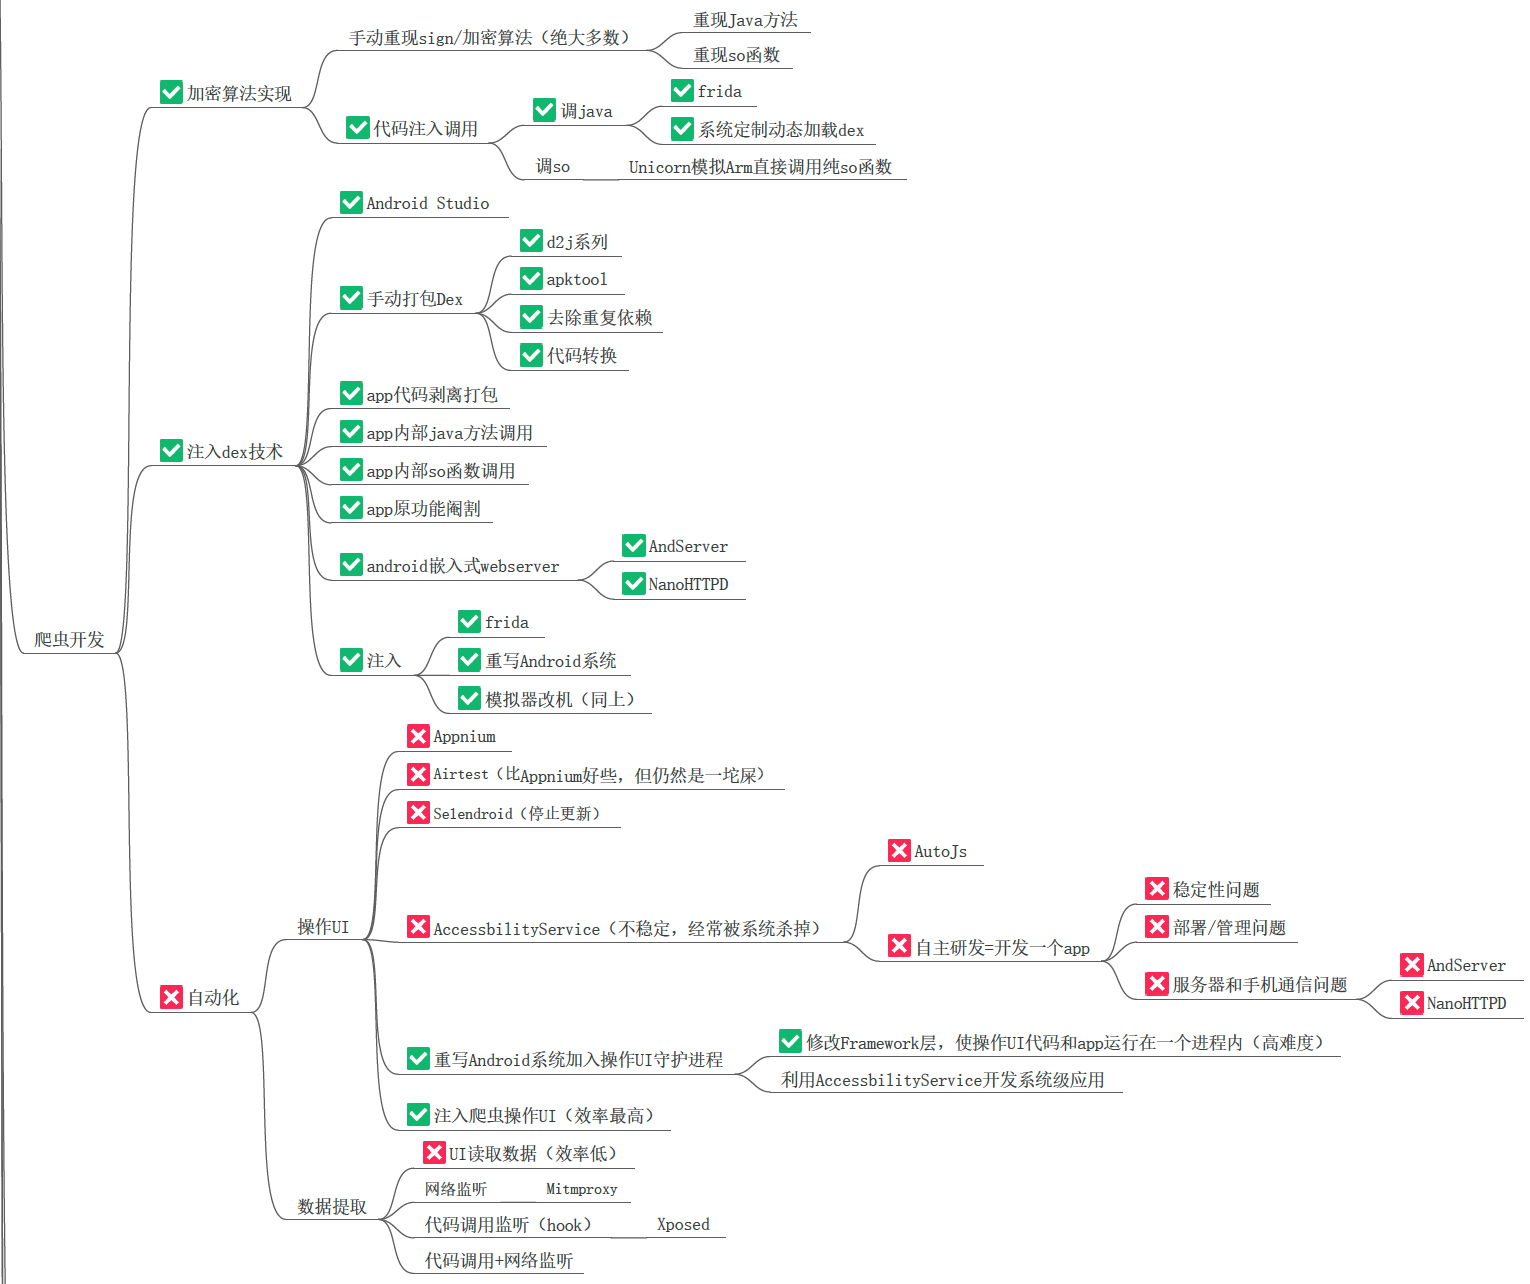 爬虫开发
加密算法实现
手动重现sign/加密算法（绝大多数）
重现Java方法
重现so函数
代码注入调用
调java
frida
系统定制动态加载dex
调so
Unicorn模拟Arm直接调用纯so函数
注入dex技术
Android Studio
手动打包Dex
d2j系列
apktool
去除重复依赖
代码转换
app代码剥离打包
app内部java方法调用
app内部so函数调用
app原功能阉割
android嵌入式webserver
AndServer
NanoHTTPD
注入
frida
重写Android系统
模拟器改机（同上）
自动化
操作UI
Appnium
Airtest（比Appnium好些，但仍然是一坨屎）
Selendroid（停止更新）
AccessbilityService（不稳定，经常被系统杀掉）
AutoJs
自主研发=开发一个app
稳定性问题
部署/管理问题
服务器和手机通信问题
AndServer
NanoHTTPD
重写Android系统加入操作UI守护进程
修改Framework层，使操作UI代码和app运行在一个进程内（高难度）
利用AccessbilityService开发系统级应用
注入爬虫操作UI（效率最高）
数据提取
UI读取数据（效率低）
网络监听
Mitmproxy
代码调用监听（hook）
Xposed
代码调用+网络监听